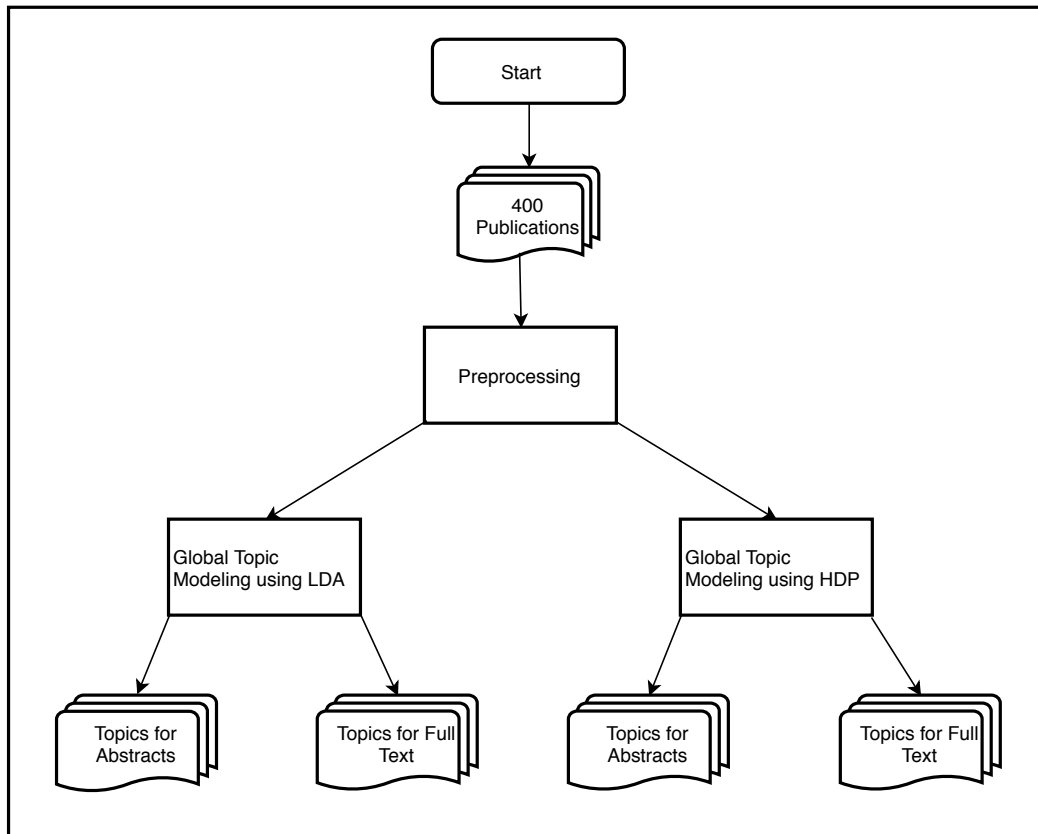 Start
400
Publications
Preprocessing
Global Topic
Modeling using LDA
Global Topic
Modeling using HDP
Topics for
Abstracts
Topics for Full
Text
Topics for
Abstracts
Topics for Full
Text